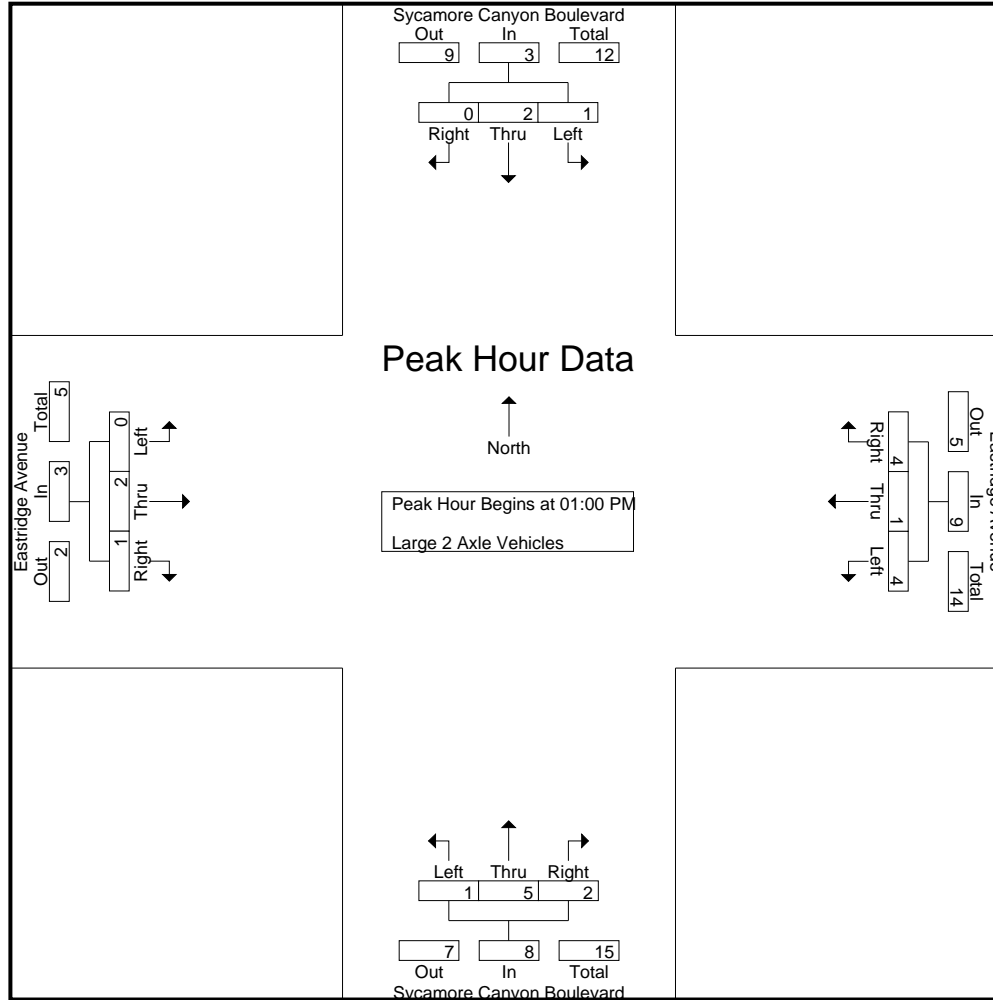 Sycamore Canyon Boulevard
Out In Total
9 3 12
0 2 1
Right Thru Left
Peak Hour Data
North
Peak Hour Begins at 01:00 PM
Large 2 Axle Vehicles
Eastridge Avenue
Out In Total
2 3 5
1 2 0
Right Thru Left
Right Thru Left
4 1 4
Out In Total
5 9 14
Left Thru Right
1 5 2
7 8 15
Out In Total
Sycamore Canyon Boulevard